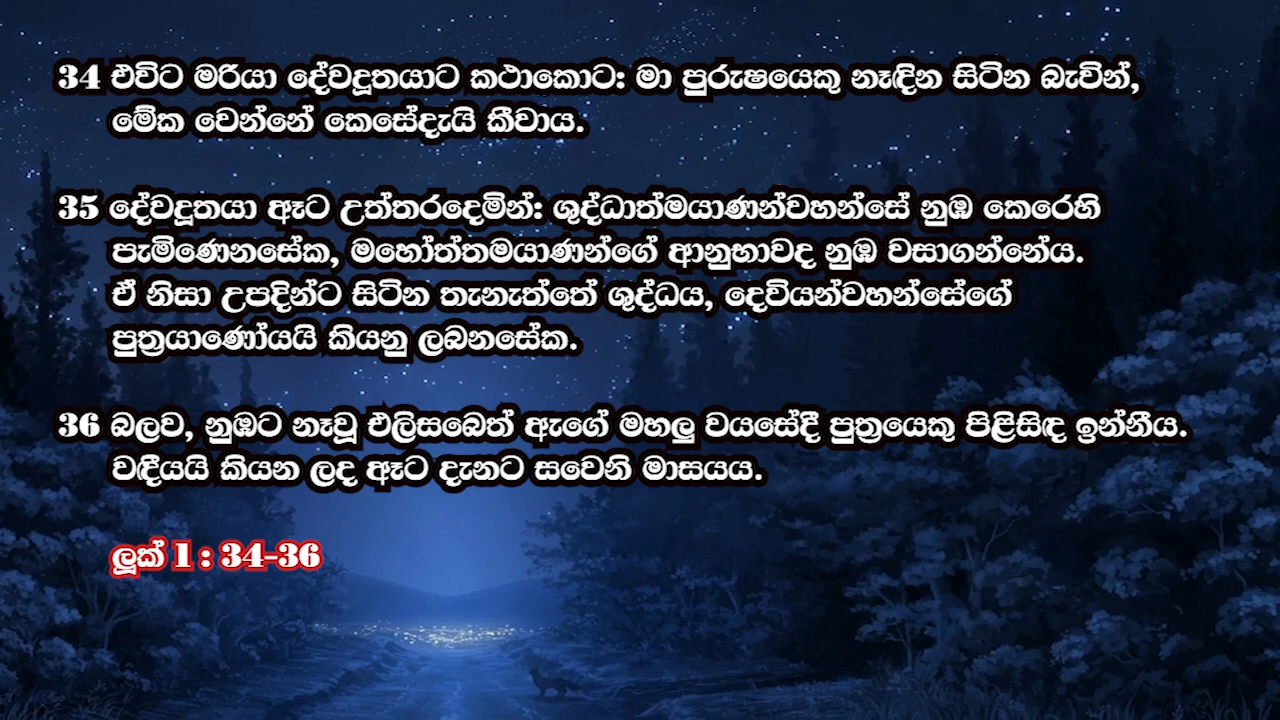 34 එවිට මරියා දේවදූතයාට කථාකොට: මා පුරුෂයෙකු නෑඳින සිටින බැවින්,
මේක වෙන්නේ කෙසේදැයි කීවාය.
35 දේවදූතයා ඈට උත්තරදෙමින්: ශුද්ධාත්මයාණන්වහන්සේ නුඹ කෙරෙහි
පැමිණෙනසේක, මහෝත්තමයාණන්ගේ ආනුභාවද නුඹ වසාගන්නේය.
ඒ නිසා උපදින්ට සිටින තැනැත්තේ ශුද්ධය, දෙවියන්වහන්සේගේ
පුත්‍රයාණෝයයි කියනු ලබනසේක.
36 බලව, නුඹට නෑවූ එලිසබෙත් ඇගේ මහලු වයසේදී පුත්‍රයෙකු පිළිසිඳ ඉන්නීය.
වඳීයයි කියන ලද ඈට දැනට සවෙනි මාසයය.
ලූක් 1 : 34-36